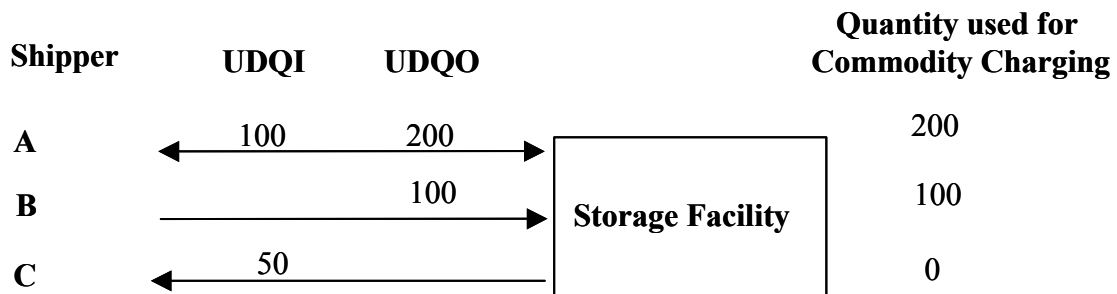 Shipper UDQI UDQO Quantity used for
Commodity Charging
A 100 200 200
B 100 Storage Facility 100
C 50 0